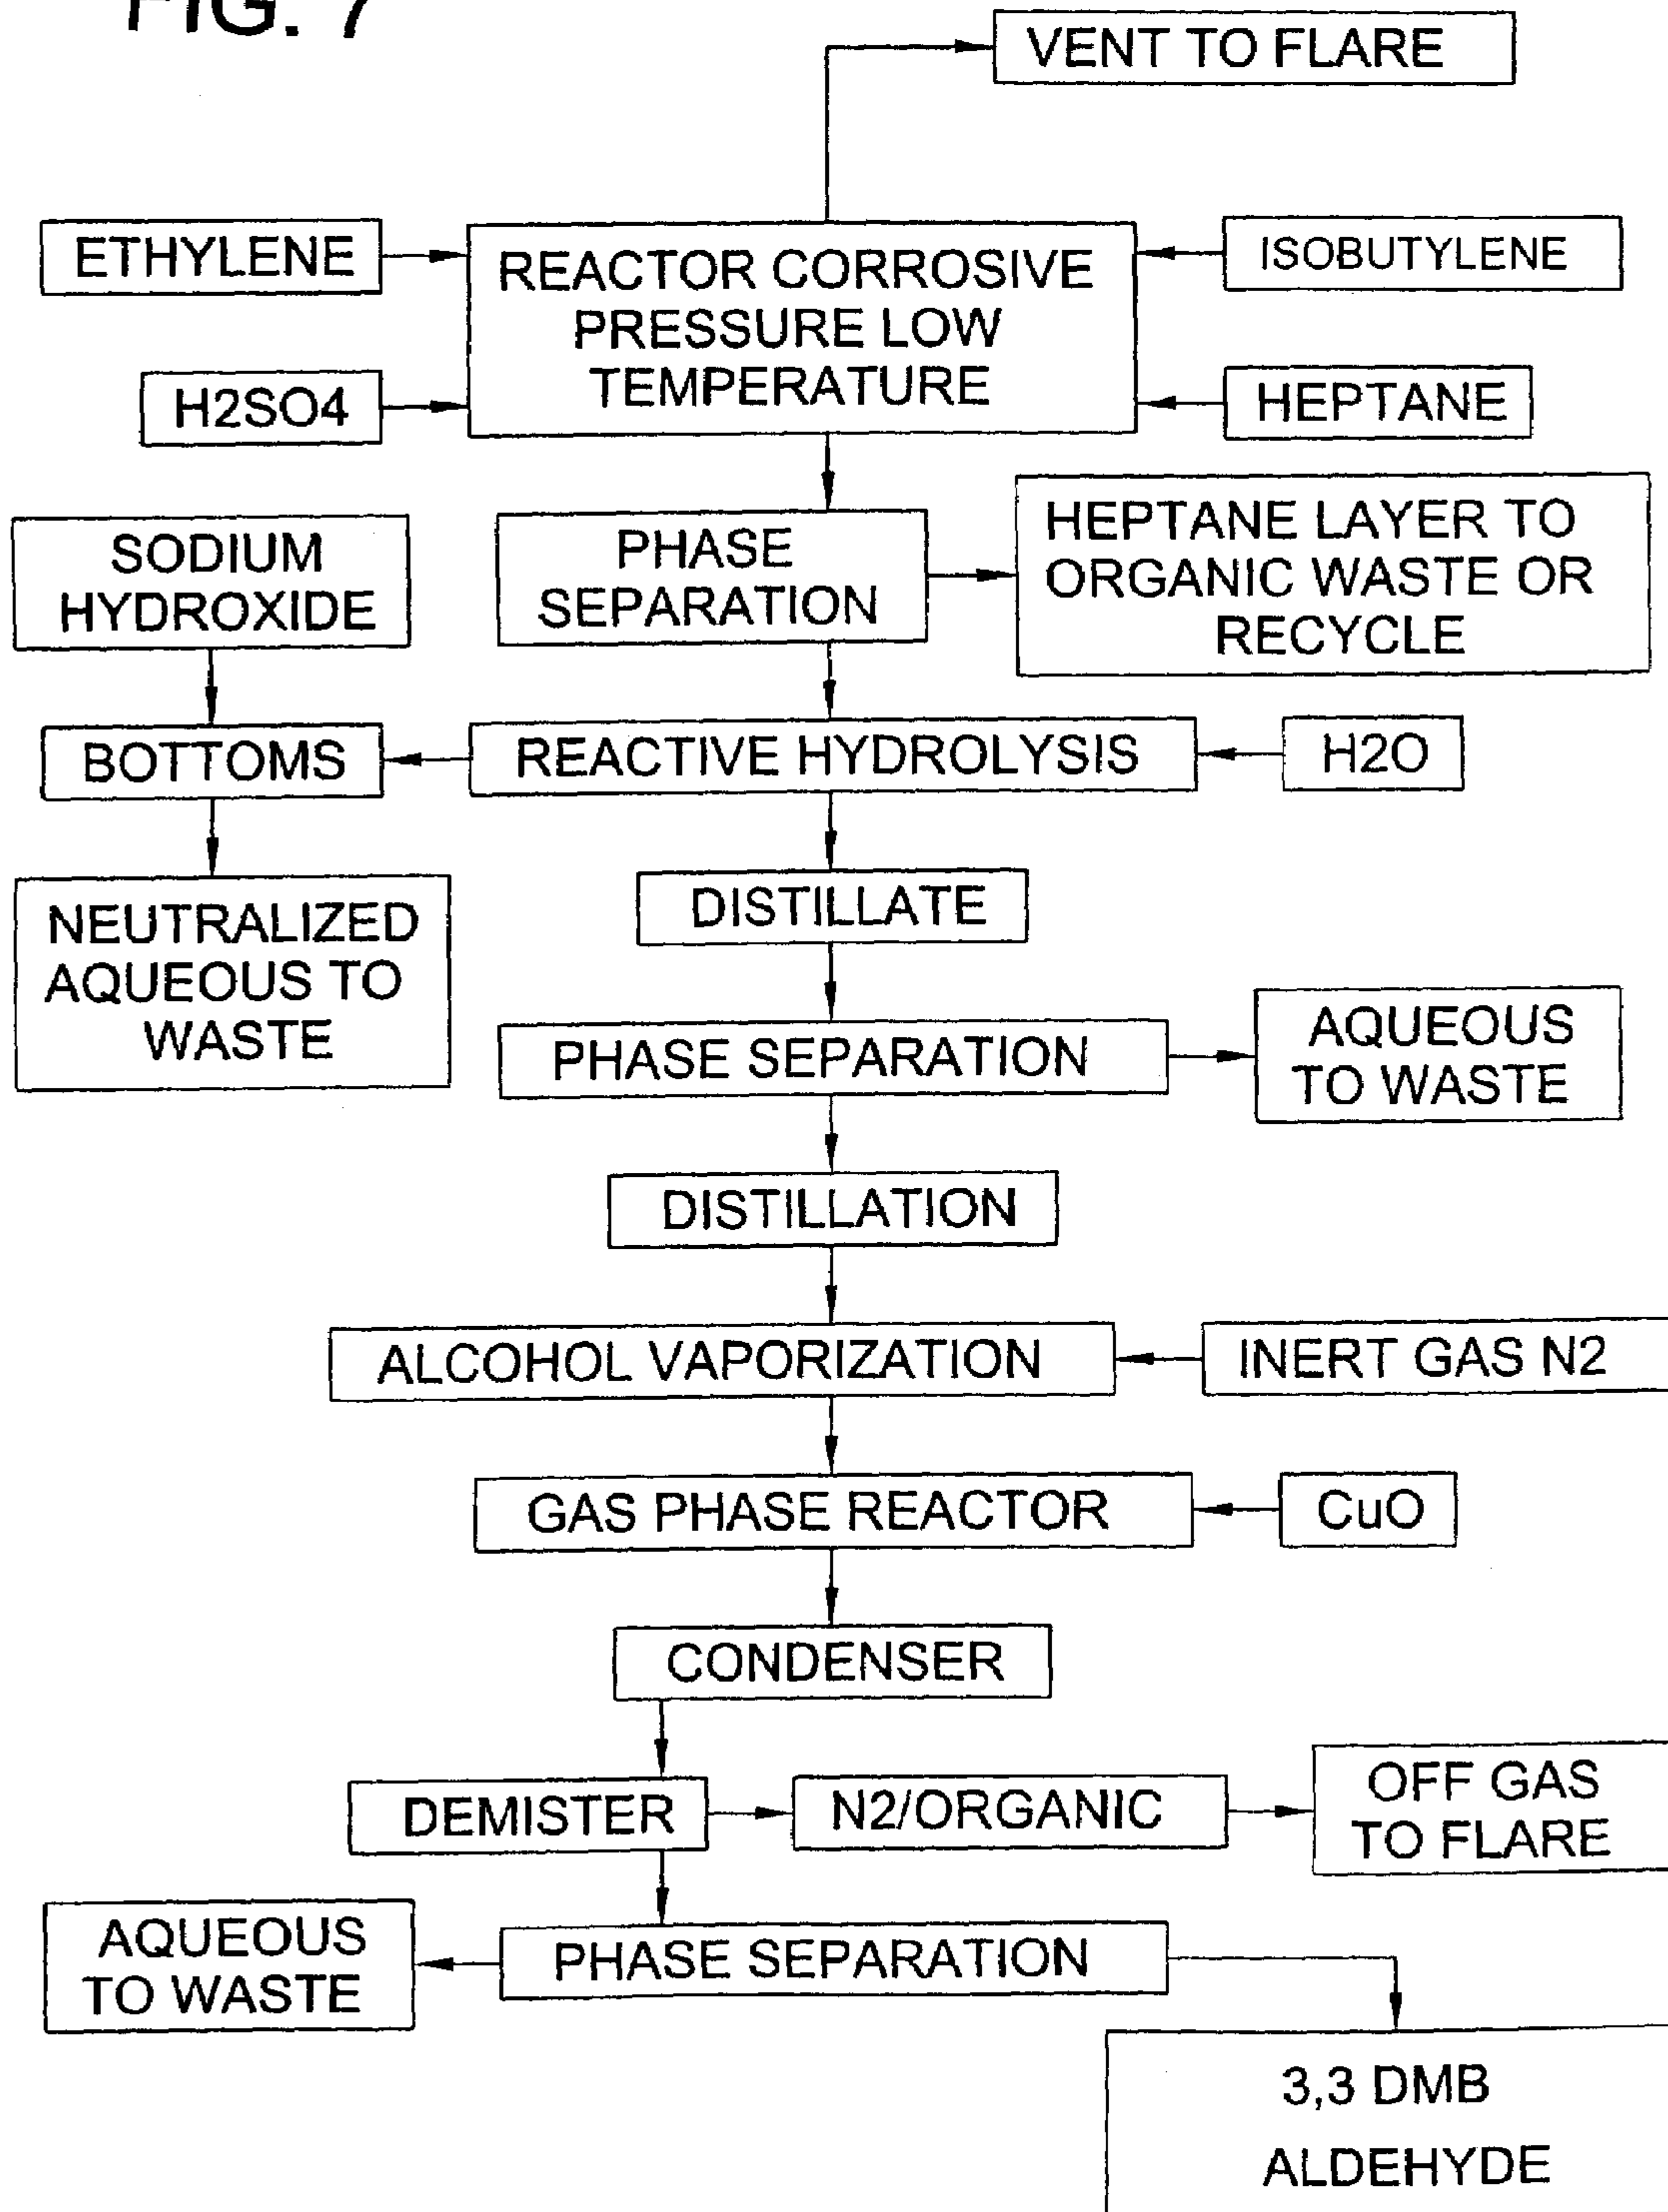 FIG. 7
VENT TO FLARE
ETHYLENE
REACTOR CORROSIVE
PRESSURE LOW
TEMPERATURE
ISOBUTYLENE
H2SO4
HEPTANE
SODIUM
HYDROXIDE
PHASE
SEPARATION
HEPTANE LAYER TO
ORGANIC WASTE OR
RECYCLE
BOTTOMS
REACTIVE HYDROLYSIS
H2O
NEUTRALIZED
AQUEOUS TO
WASTE
DISTILLATE
PHASE SEPARATION
AQUEOUS
TO WASTE
DISTILLATION
ALCOHOL VAPORIZATION
INERT GAS N2
GAS PHASE REACTOR
CuO
CONDENSER
DEMISTER
N2/ORGANIC
OFF GAS
TO FLARE
AQUEOUS
TO WASTE
PHASE SEPARATION
3,3 DMB
ALDEHYDE